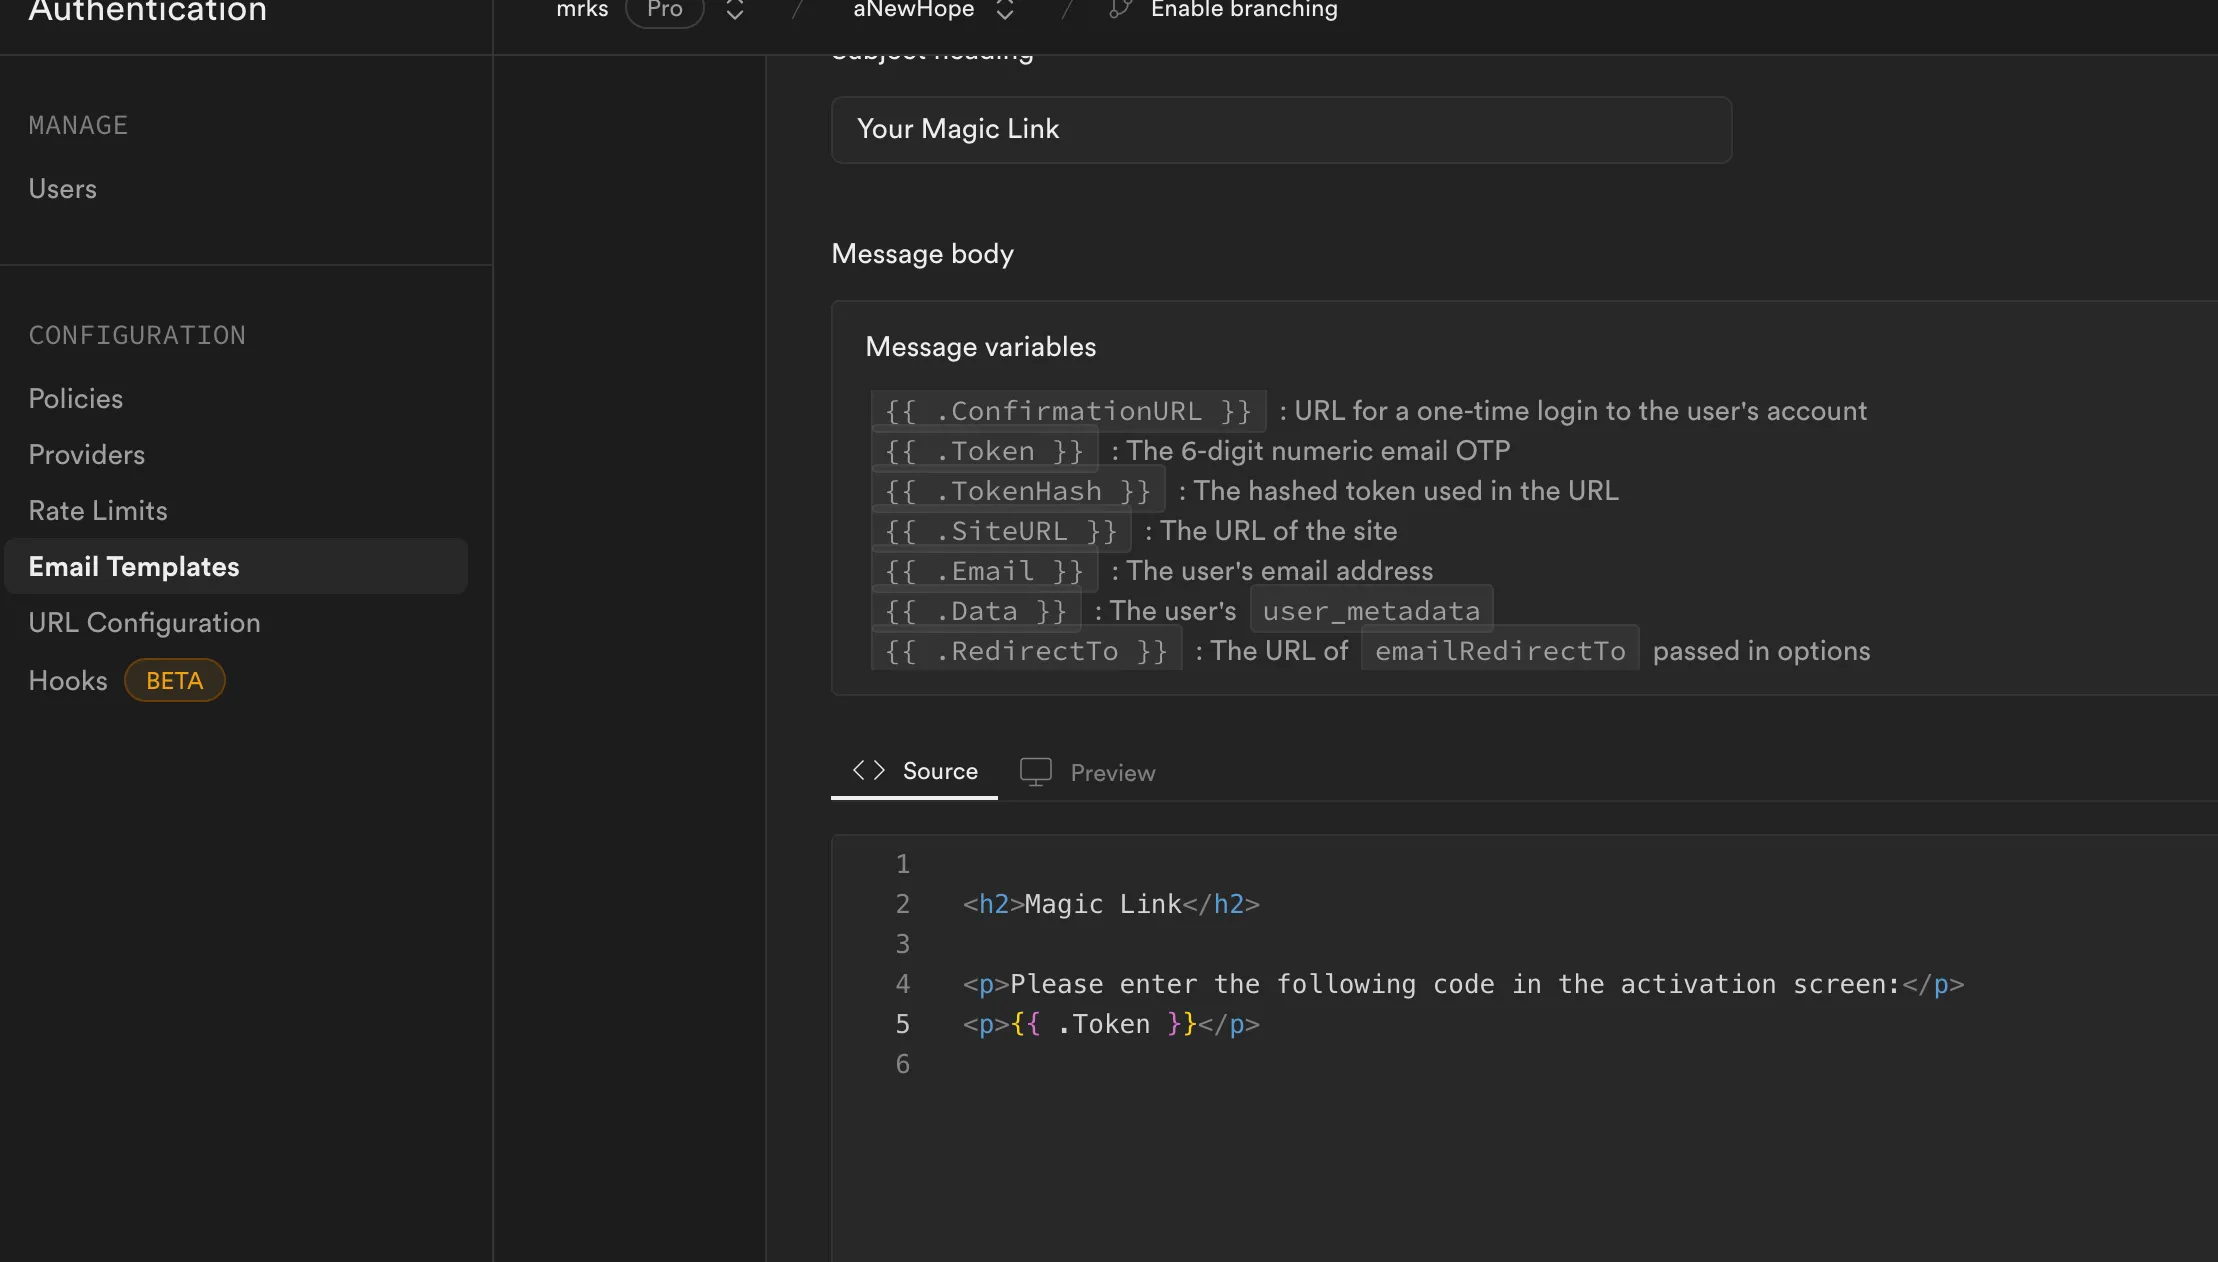 Authentication
mrks Pro / aNewHope / Enable branching
MANAGE
Users
CONFIGURATION
Policies
Providers
Rate Limits
Email Templates
URL Configuration
Hooks BETA
Subject heading
Your Magic Link
Message body
Message variables
{{ .ConfirmationURL }} : URL for a one-time login to the user's account
{{ .Token }} : The 6-digit numeric email OTP
{{ .TokenHash }} : The hashed token used in the URL
{{ .SiteURL }} : The URL of the site
{{ .Email }} : The user's email address
{{ .Data }} : The user's user_metadata
{{ .RedirectTo }} : The URL of emailRedirectTo passed in options
Source Preview
1
2 <h2>Magic Link</h2>
3
4 <p>Please enter the following code in the activation screen:</p>
5 <p>{{ .Token }}</p>
6